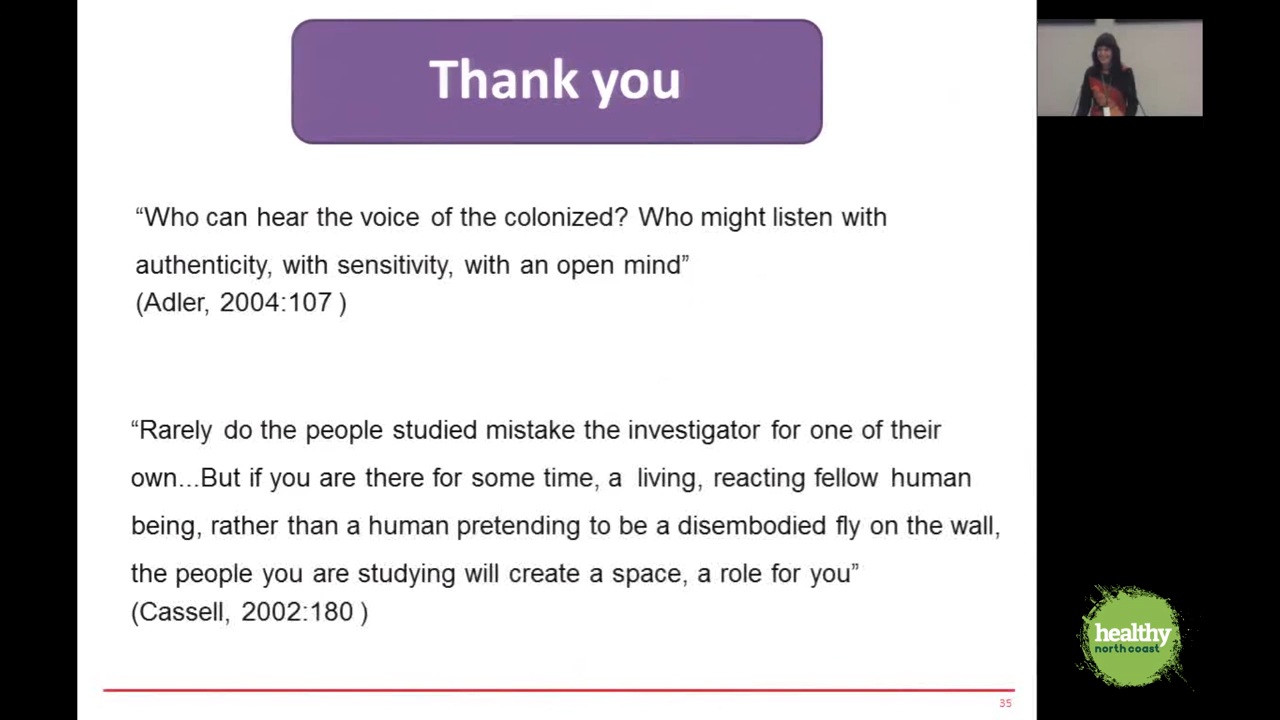 Thank you
“Who can hear the voice of the colonized? Who might listen with
authenticity, with sensitivity, with an open mind”
(Adler, 2004:107 )
“Rarely do the people studied mistake the investigator for one of their
own...But if you are there for some time, a living, reacting fellow human
being, rather than a human pretending to be a disembodied fly on the wall,
the people you are studying will create a space, a role for you”
(Cassell, 2002:180 )
healthy
north coast
35